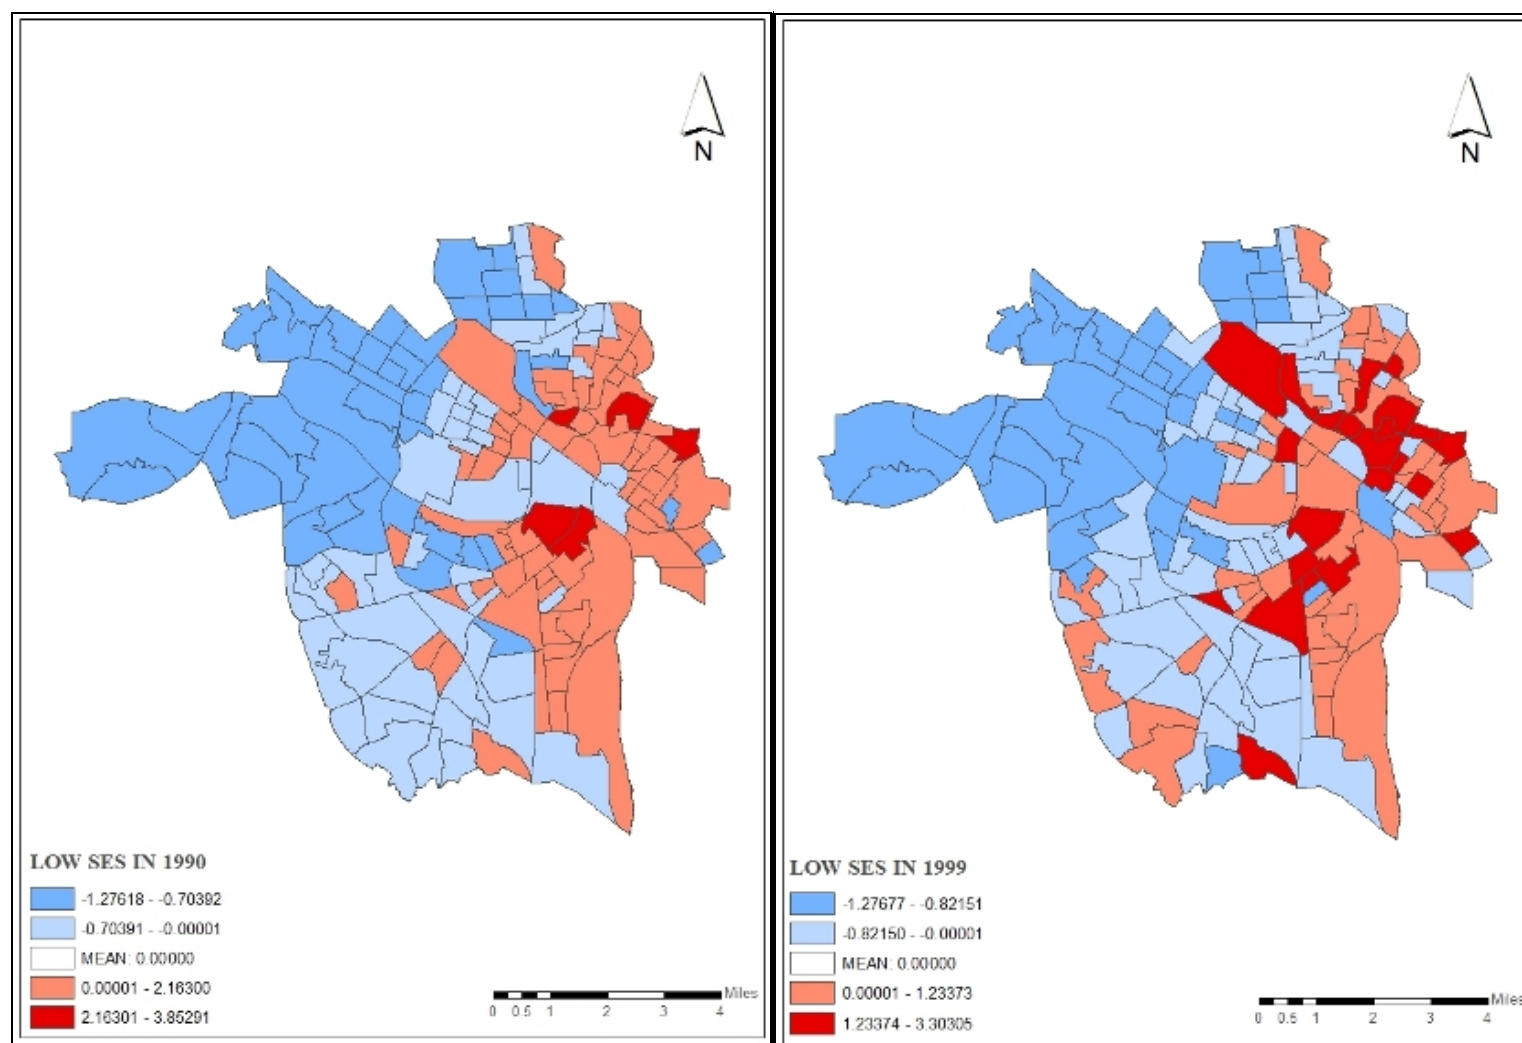 N
LOW SES IN 1990
-1.27618 - -0.70392
-0.70391 - -0.00001
MEAN: 0.00000
0.00001 - 2.16300
2.16301 - 3.85291
Miles
0 0.5 1 2 3 4
N
LOW SES IN 1999
-1.27677 - -0.82151
-0.82150 - -0.00001
MEAN: 0.00000
0.00001 - 1.23373
1.23374 - 3.30305
Miles
0 0.5 1 2 3 4